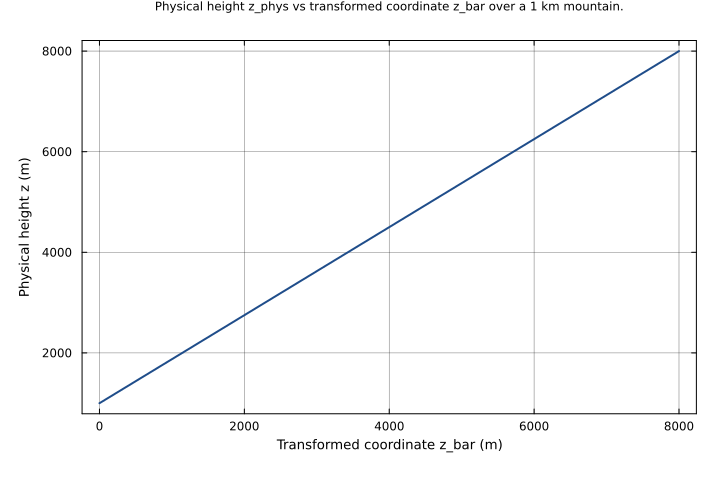 Physical height z_phys vs transformed coordinate z_bar over a 1 km mountain.
8000
6000
4000
2000
Physical height z (m)
0 2000 4000 6000 8000
Transformed coordinate z_bar (m)